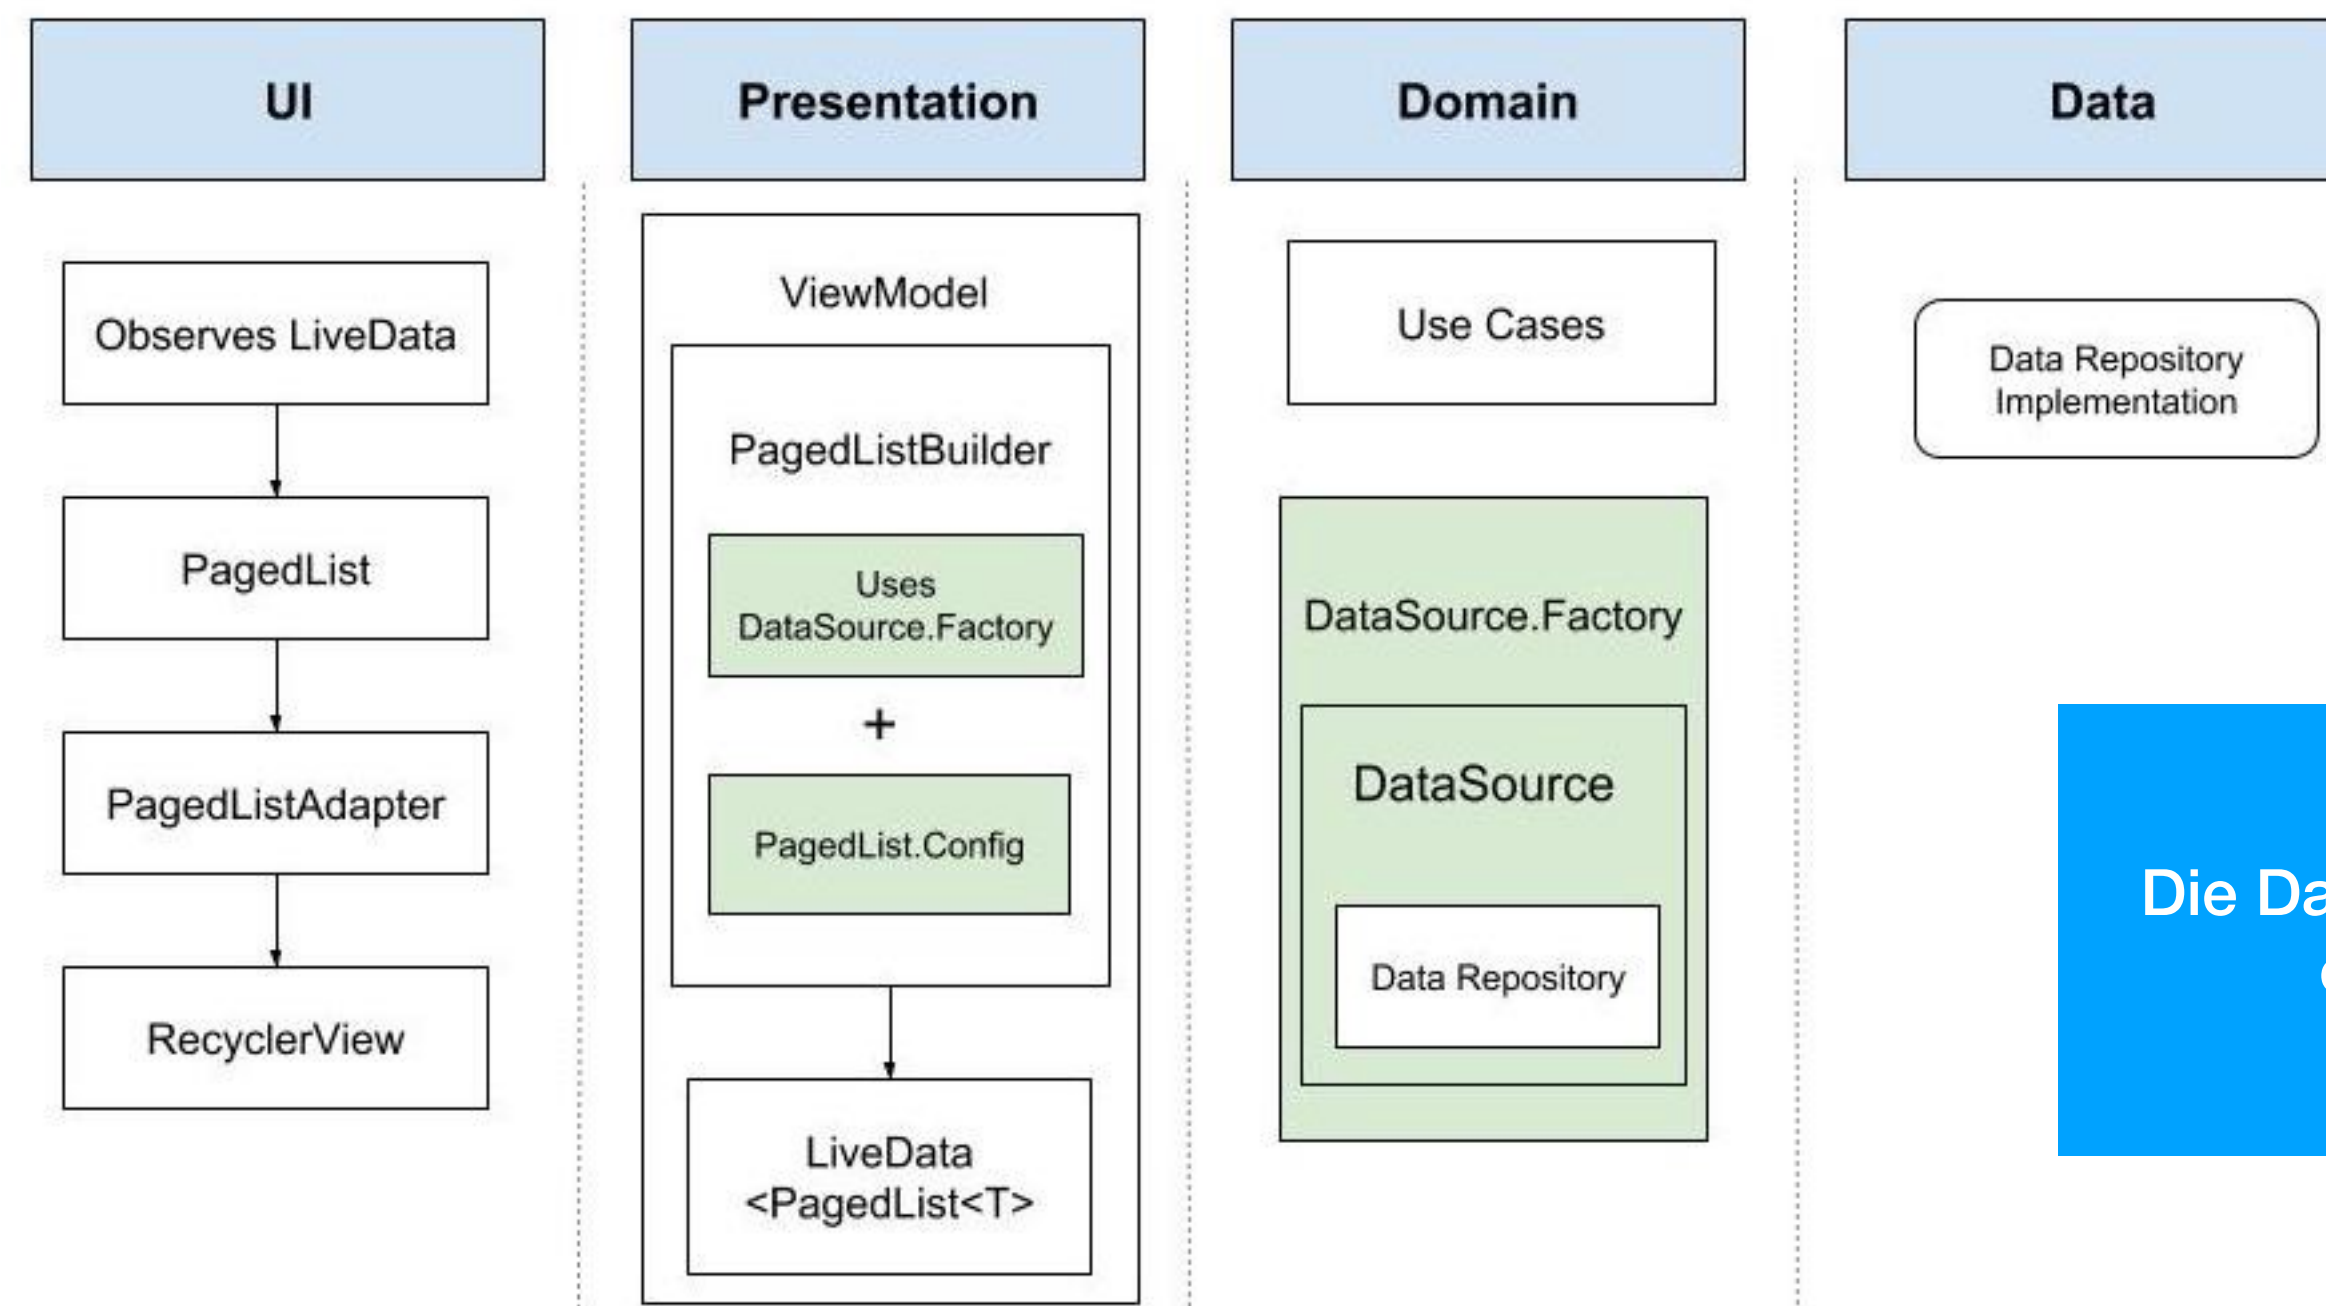 UI
Observes LiveData
PagedList
PagedListAdapter
RecyclerView
Presentation
ViewModel
PagedListBuilder
Uses
DataSource.Factory
+
PagedList.Config
LiveData
<PagedList<T>
Domain
Use Cases
DataSource.Factory
DataSource
Data Repository
Data
Data Repository
Implementation
Die